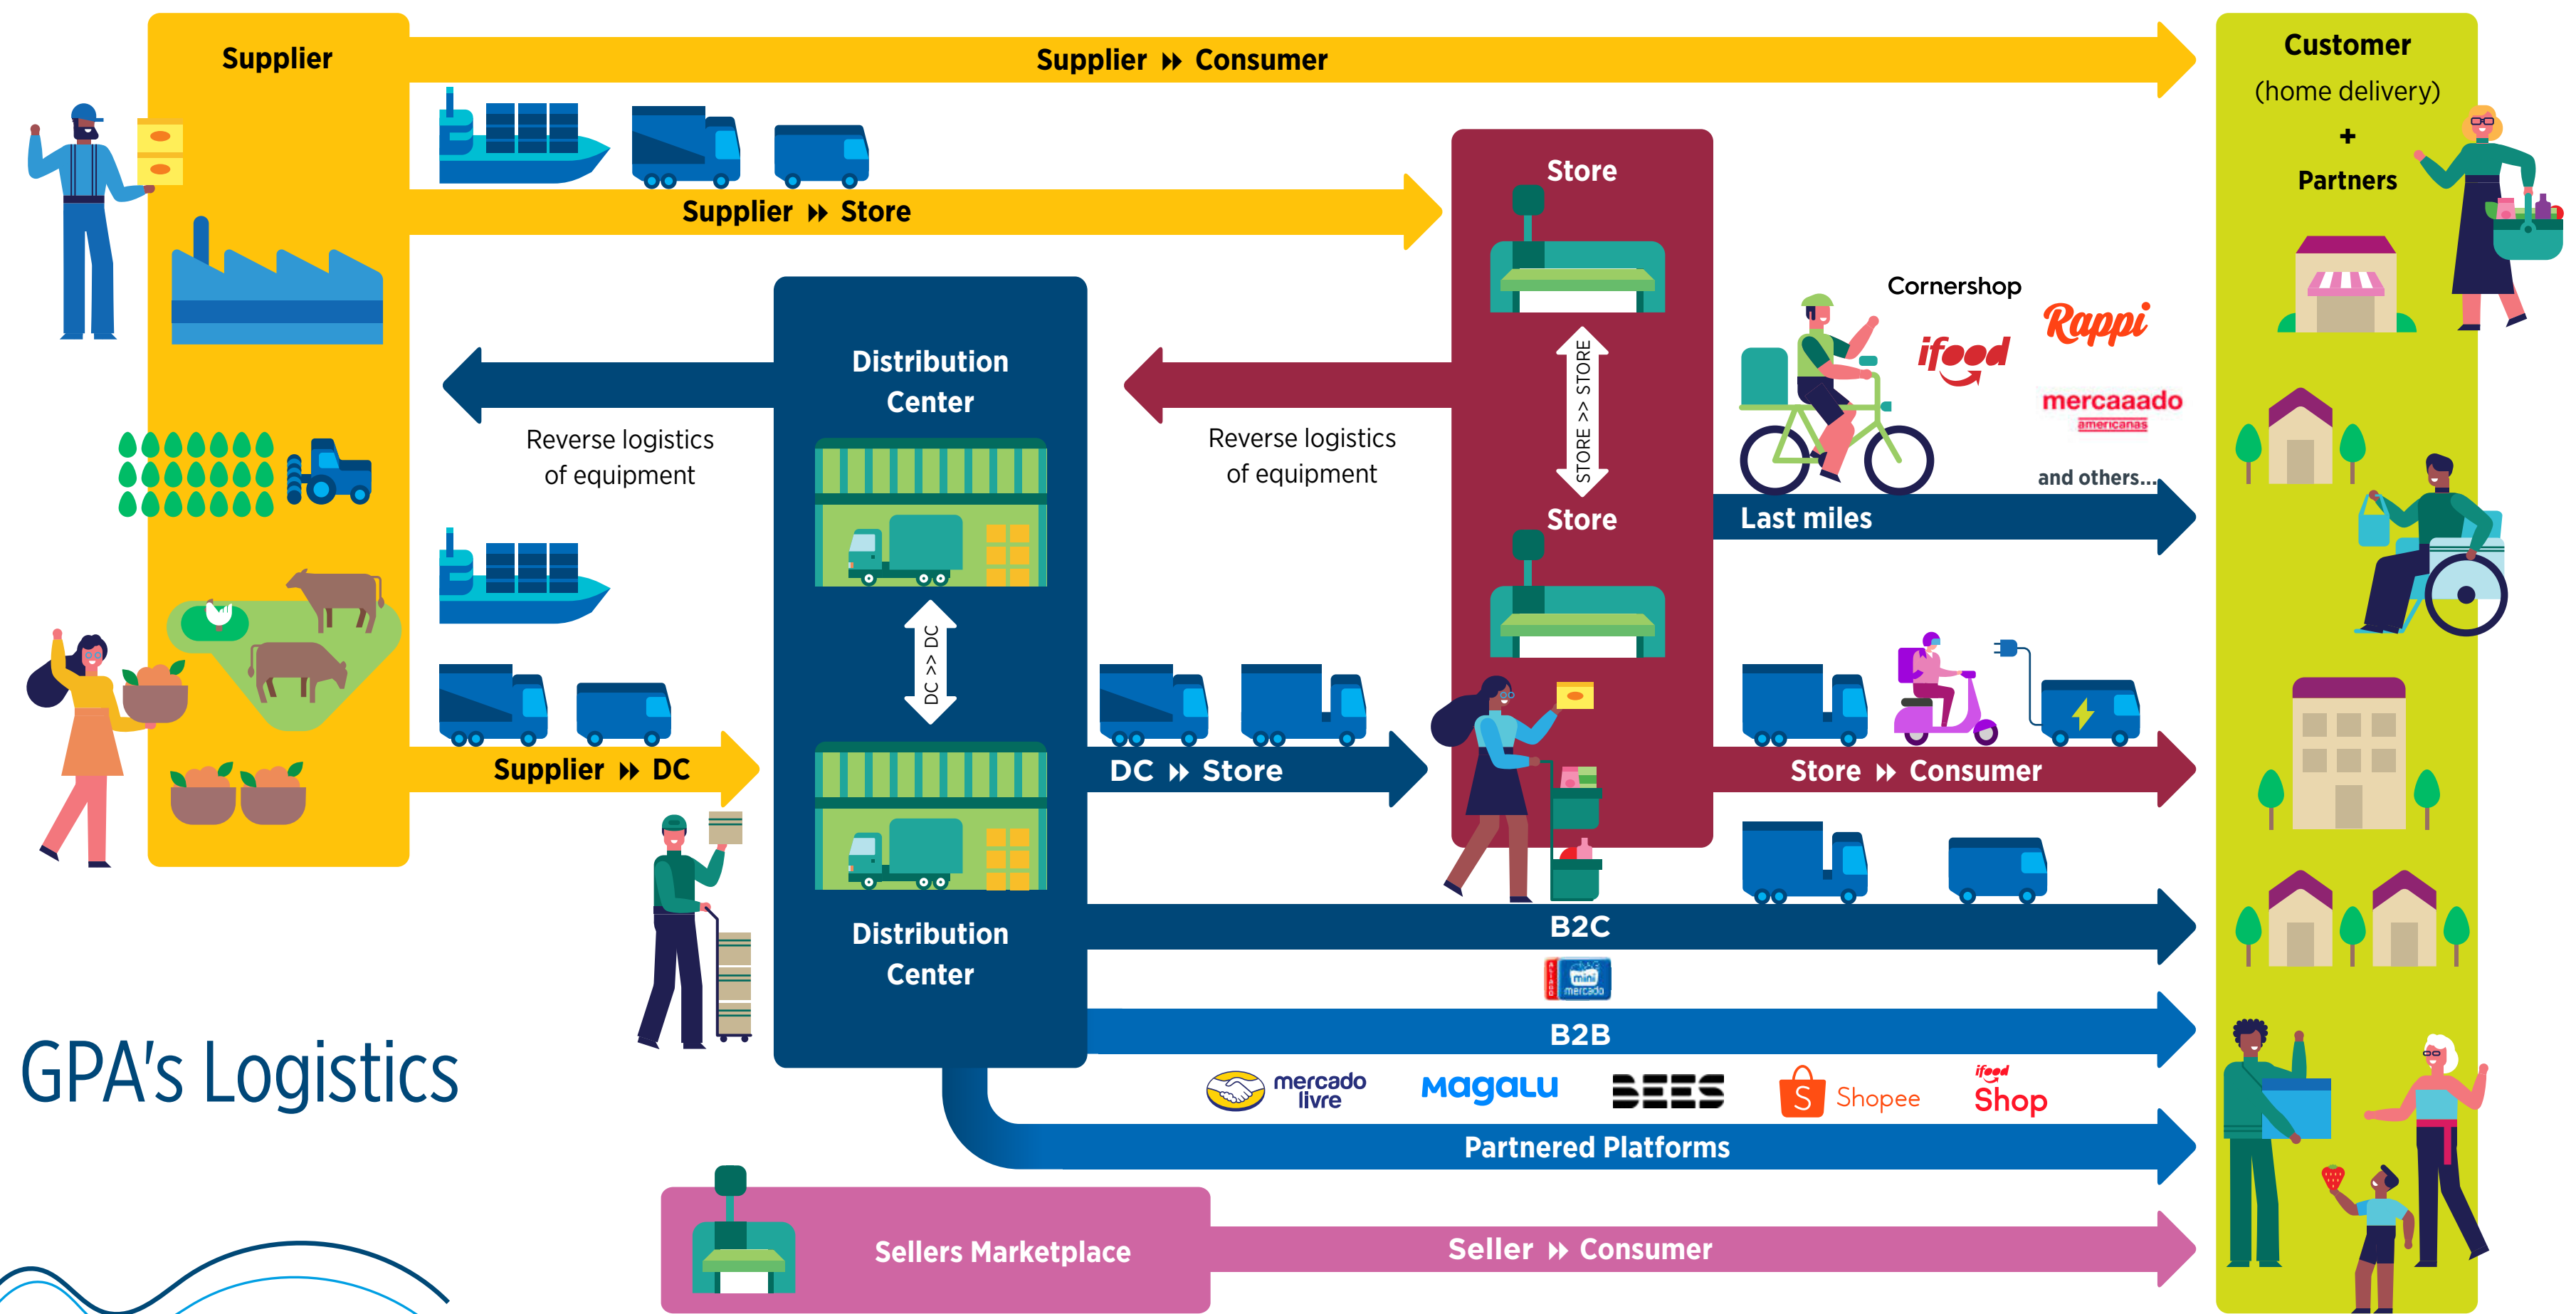 Supplier
Supplier >> Consumer
Customer
(home delivery)
+
Partners
Supplier >> Store
Store
STORE >> STORE
Store
Distribution
Center
DC >> DC
Distribution
Center
Reverse logistics
of equipment
Reverse logistics
of equipment
Cornershop
Rappi
ifood
mercaaado
americanas
and others...
Last miles
Supplier >> DC
DC >> Store
Store >> Consumer
B2C
ALIADO
mini
mercado
B2B
mercado
livre
Magalu
BEES
S Shopee
ifood
Shop
Partnered Platforms
Sellers Marketplace
Seller >> Consumer
GPA's Logistics